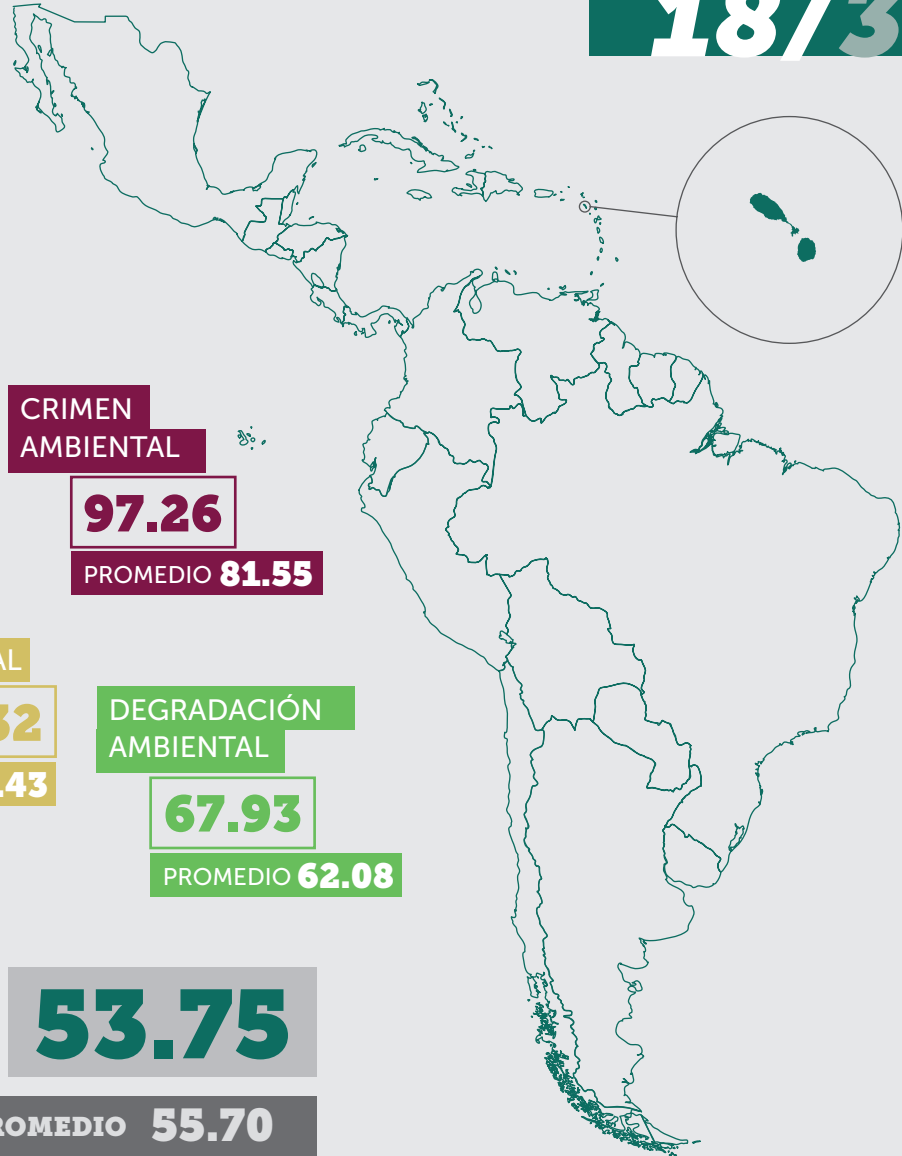 18/3
CRIMEN
AMBIENTAL
97.26
PROMEDIO 81.55
DEGRADACIÓN
AMBIENTAL
67.93
PROMEDIO 62.08
53.75
55.70